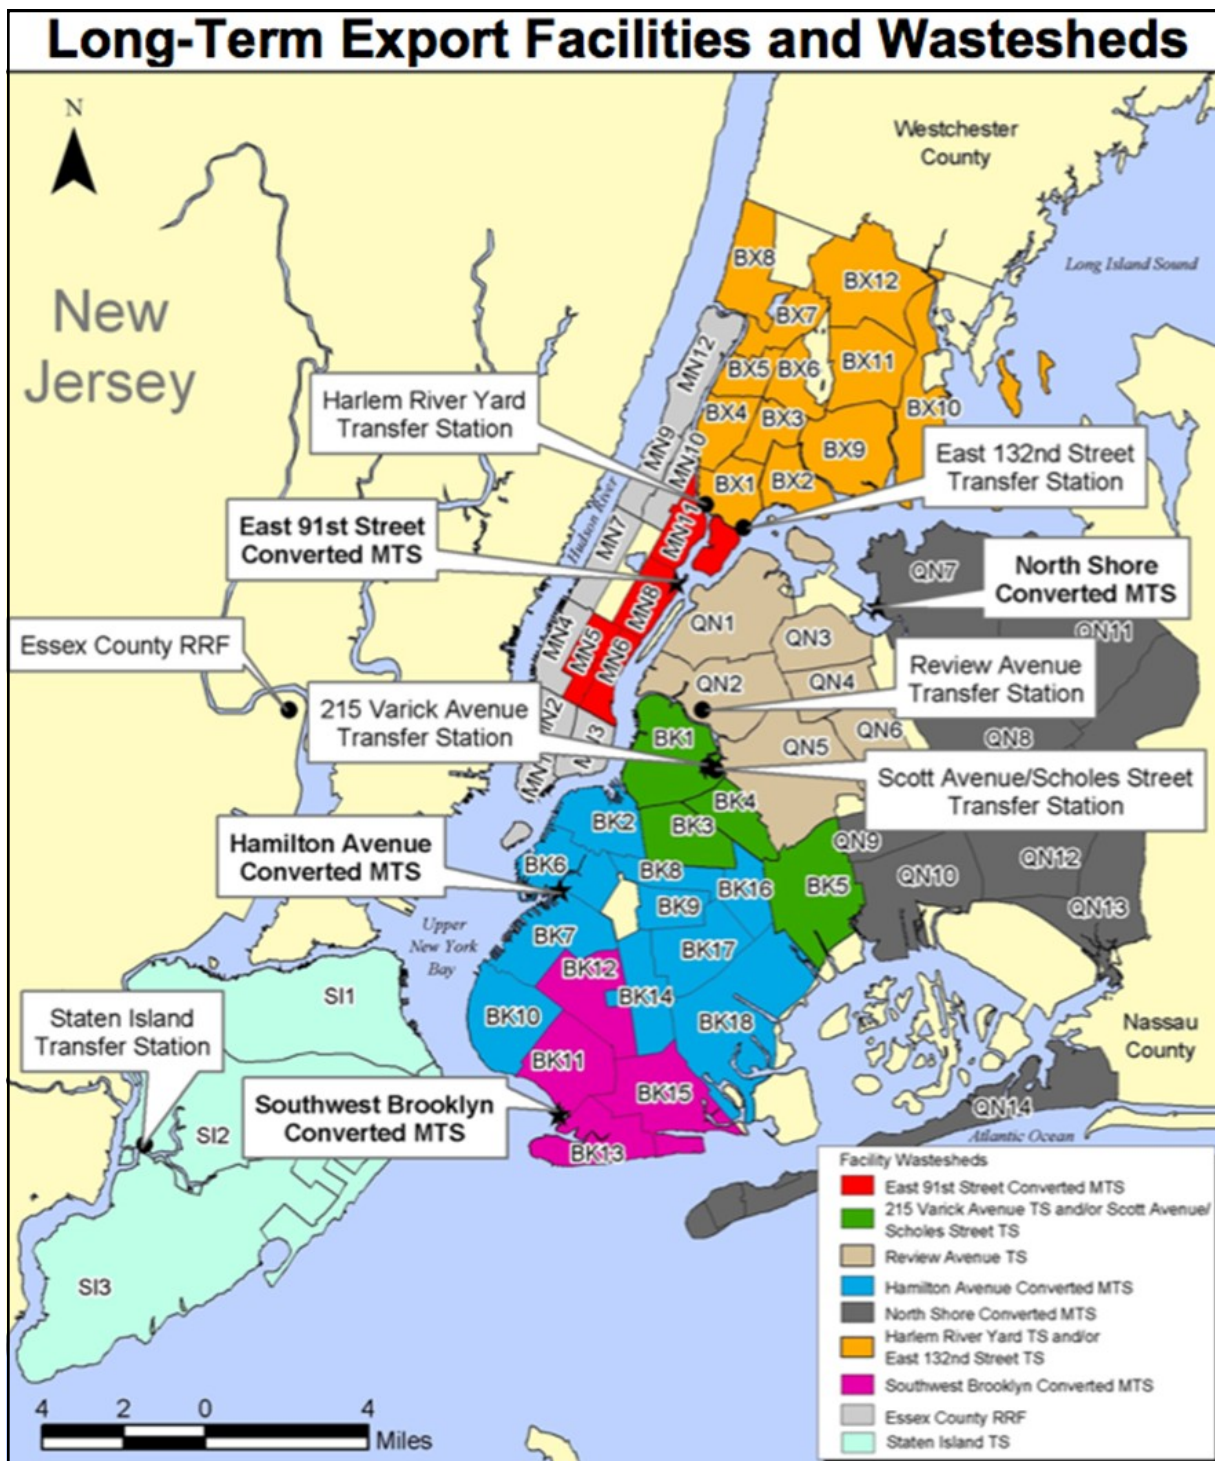 Long-Term Export Facilities and Wastesheds
N
Westchester
County
Long Island Sound
New
Jersey
BX8
BX12
BX7
MN12
BX5
BX6
BX11
Harlem River Yard
Transfer Station
BX4
BX3
BX10
MN9
MN10
BX9
East 132nd Street
Transfer Station
BX1
BX2
Hudson River
East 91st Street
Converted MTS
MN7
MN11
QN7
North Shore
Converted MTS
MN8
MN4
QN1
QN3
QN11
Essex County RRF
MN5
MN6
Review Avenue
Transfer Station
QN2
QN4
215 Varick Avenue
Transfer Station
MN1
BK1
QN5
QN6
QN8
Scott Avenue/Scholes Street
Transfer Station
BK4
BK2
BK3
Hamilton Avenue
Converted MTS
QN9
QN12
BK6
BK8
BK16
BK5
QN10
BK9
QN13
Upper
New York
Bay
BK7
BK17
BK12
SI1
BK14
BK10
BK18
Staten Island
Transfer Station
Nassau
County
BK11
BK15
Southwest Brooklyn
Converted MTS
QN14
SI2
Atlantic Ocean
BK13
SI3
Facility Wastesheds
East 91st Street Converted MTS
215 Varick Avenue TS and/or Scott Avenue/
Scholes Street TS
Review Avenue TS
Hamilton Avenue Converted MTS
North Shore Converted MTS
Harlem River Yard TS and/or
East 132nd Street TS
Southwest Brooklyn Converted MTS
Essex County RRF
Staten Island TS
4 2 0 4
Miles